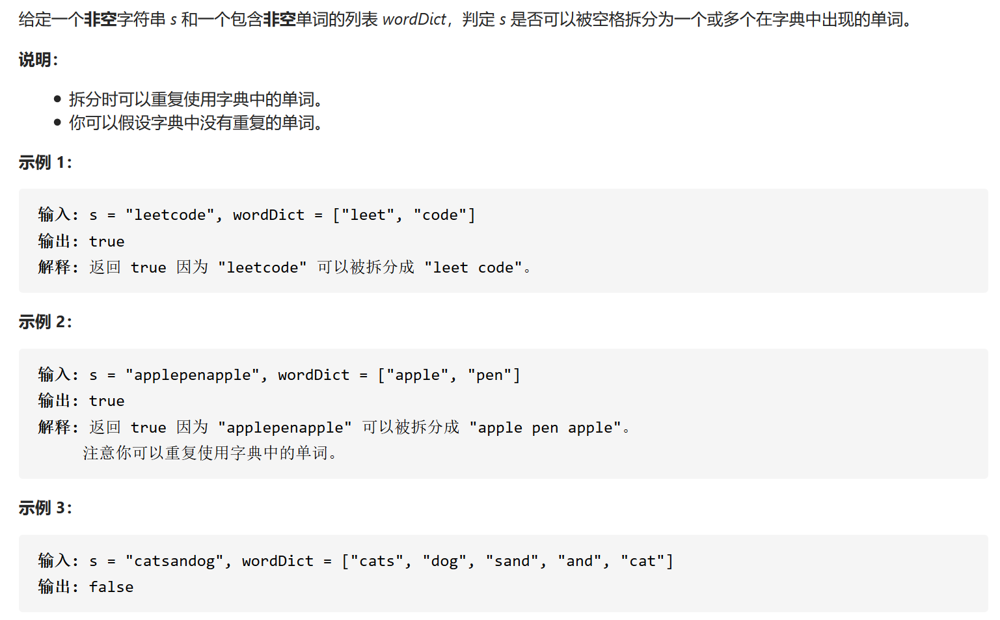 给定一个非空字符串 s 和一个包含非空单词的列表 wordDict，判定 s 是否可以被空格拆分为一个或多个在字典中出现的单词。
说明：
拆分时可以重复使用字典中的单词。
你可以假设字典中没有重复的单词。
示例 1：
输入: s = "leetcode", wordDict = ["leet", "code"]
输出: true
解释: 返回 true 因为 "leetcode" 可以被拆分成 "leet code"。
示例 2：
输入: s = "applepenapple", wordDict = ["apple", "pen"]
输出: true
解释: 返回 true 因为 "applepenapple" 可以被拆分成 "apple pen apple"。
注意你可以重复使用字典中的单词。
示例 3：
输入: s = "catsandog", wordDict = ["cats", "dog", "sand", "and", "cat"]
输出: false